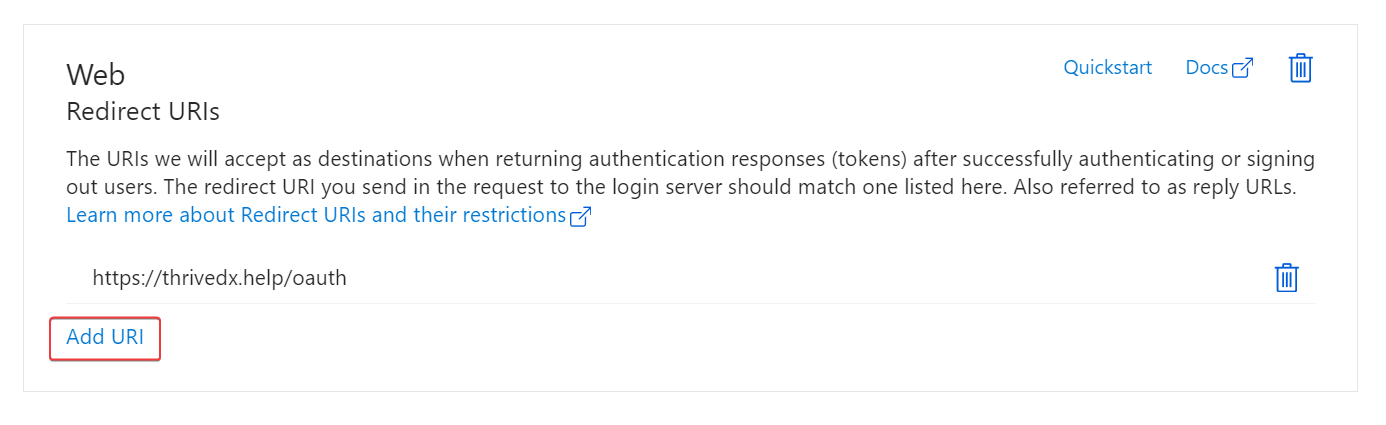 Web
Quickstart Docs
Redirect URIs
The URIs we will accept as destinations when returning authentication responses (tokens) after successfully authenticating or signing
out users. The redirect URI you send in the request to the login server should match one listed here. Also referred to as reply URLs.
Learn more about Redirect URIs and their restrictions
https://thrivedx.help/oauth
Add URI